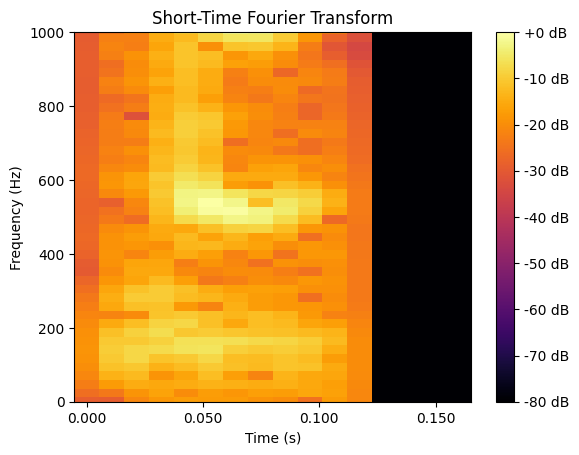 Short-Time Fourier Transform
1000
800
600
400
200
0
Frequency (Hz)
0.000
0.050
0.100
0.150
Time (s)
+0 dB
-10 dB
-20 dB
-30 dB
-40 dB
-50 dB
-60 dB
-70 dB
-80 dB